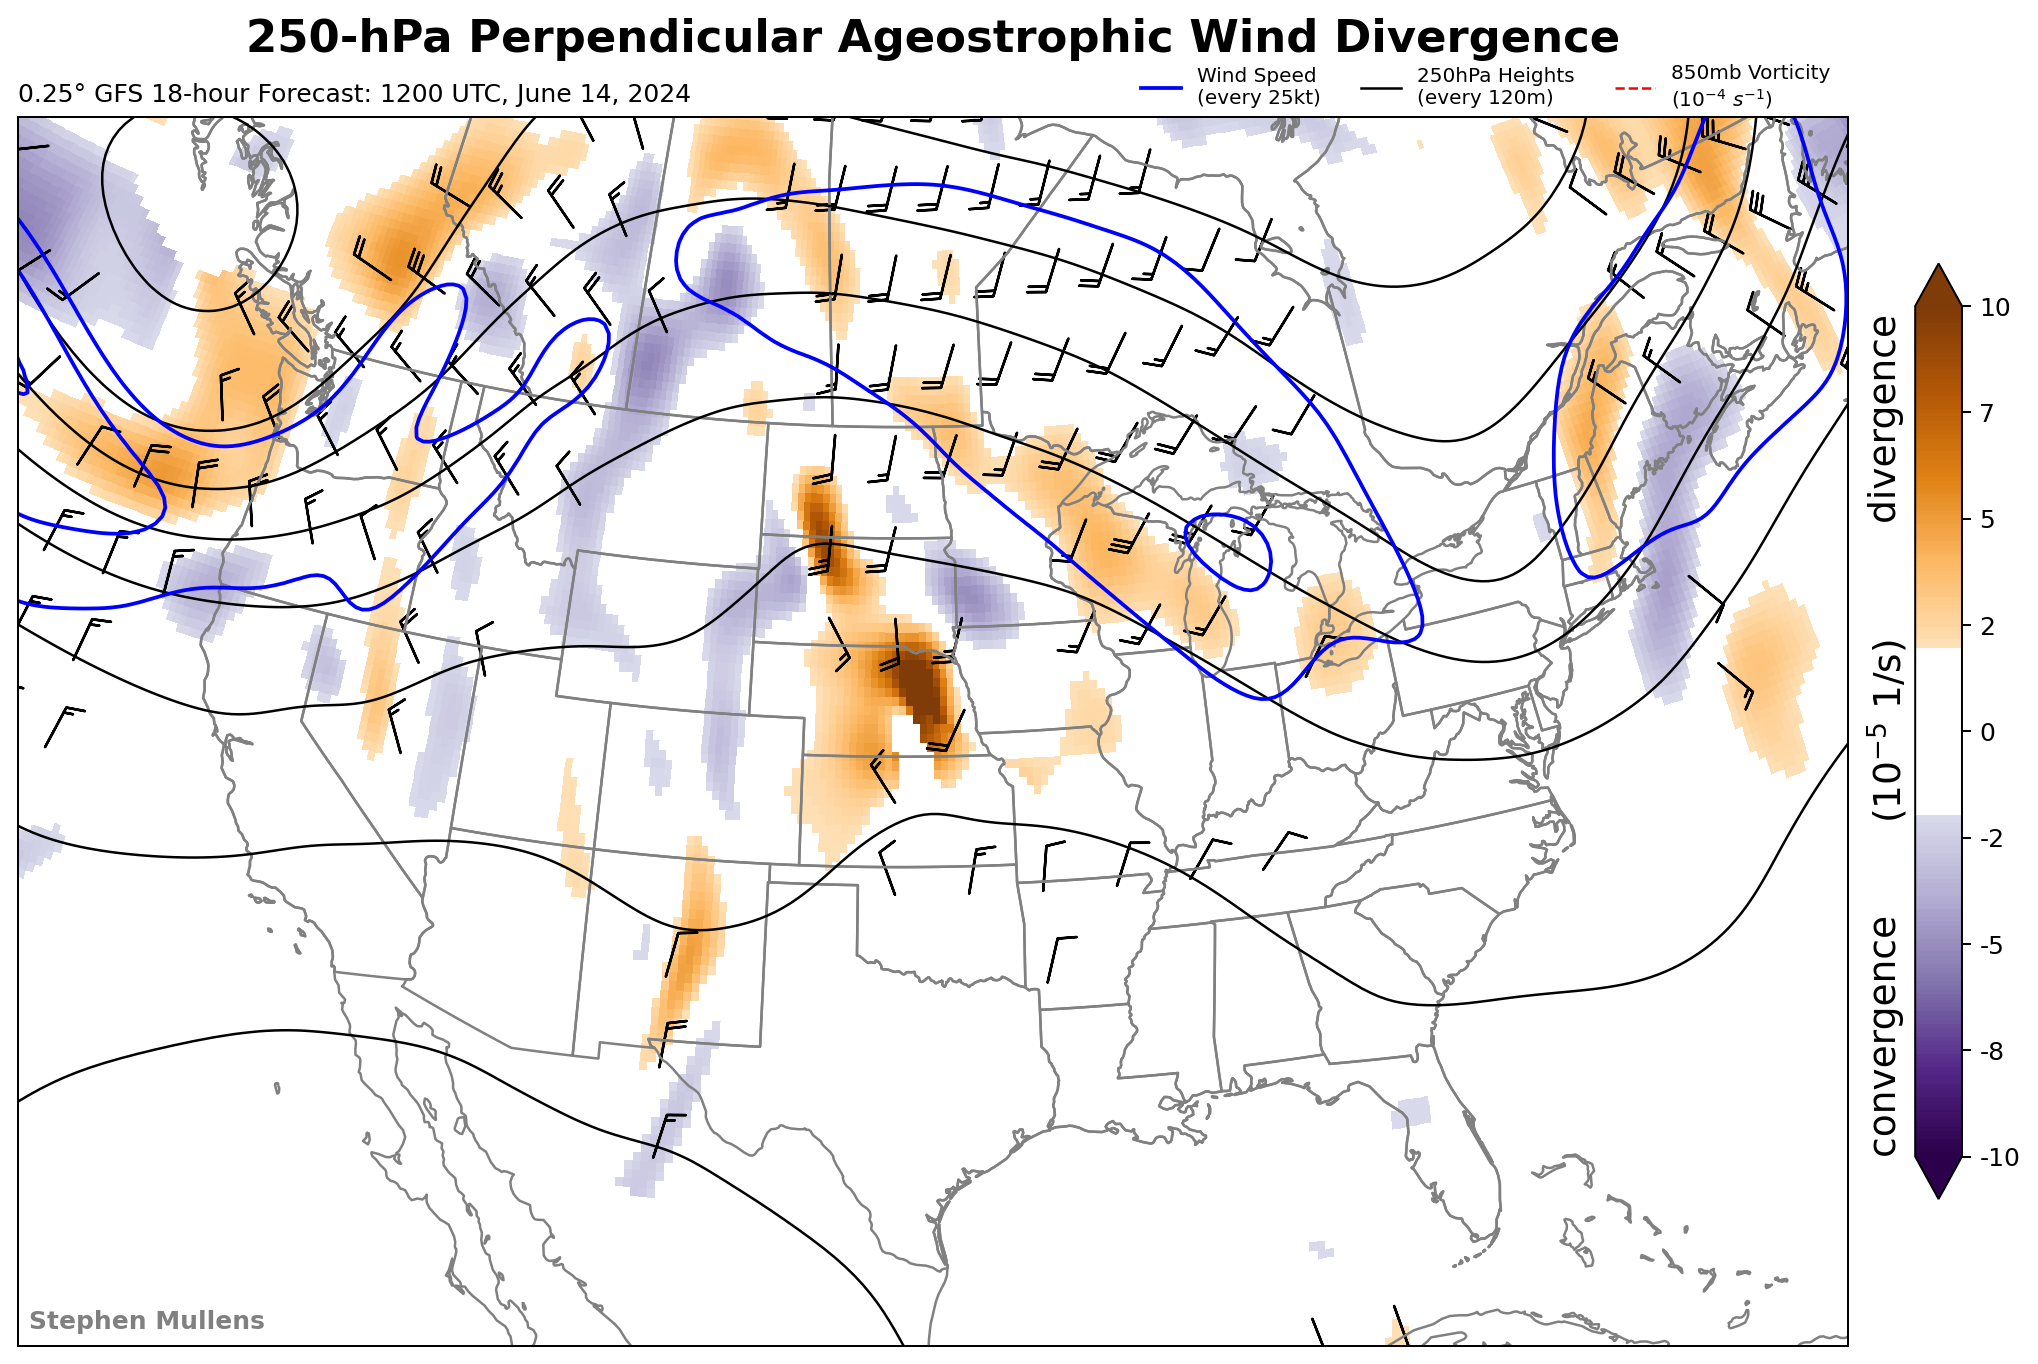 250-hPa Perpendicular Ageostrophic Wind Divergence
0.25° GFS 18-hour Forecast: 1200 UTC, June 14, 2024
Wind Speed
(every 25kt)
250hPa Heights
(every 120m)
850mb Vorticity
(10⁻⁴ s⁻¹)
10
7
5
2
0
-2
-5
-8
-10
convergence (10⁻⁵ 1/s) divergence
Stephen Mullens